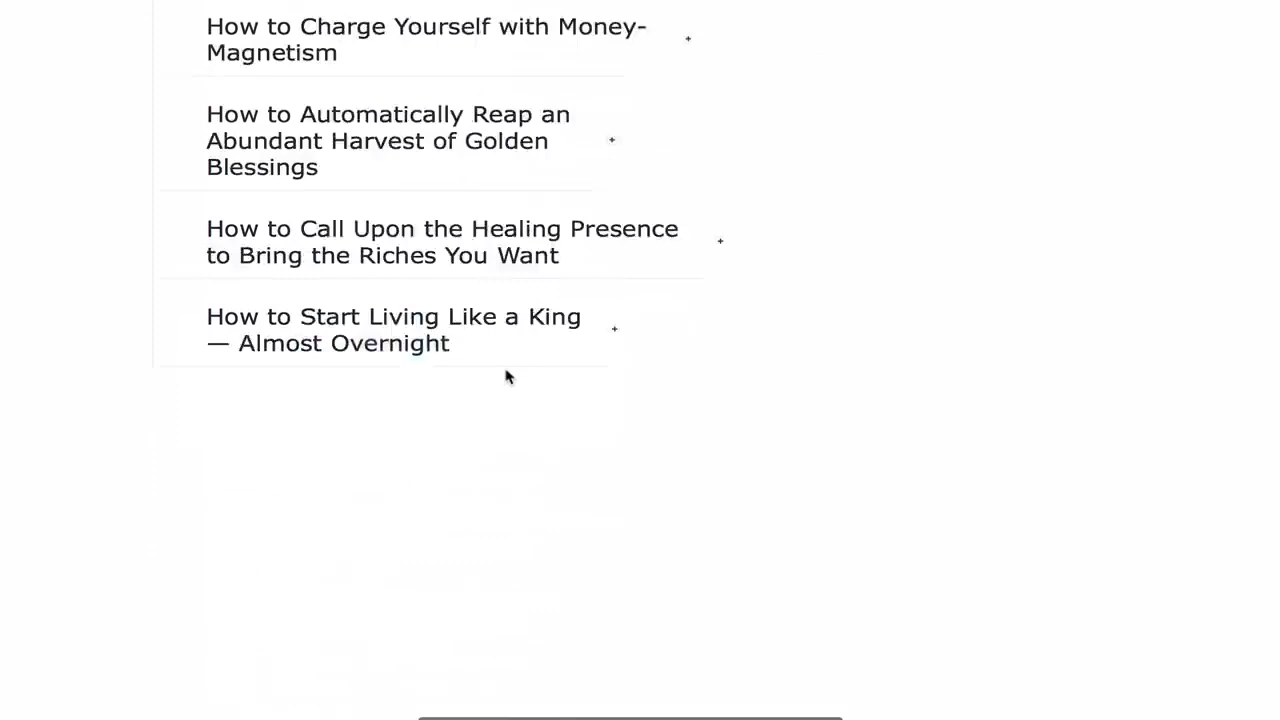 How to Charge Yourself with Money-
Magnetism
+
How to Automatically Reap an
Abundant Harvest of Golden
Blessings
+
How to Call Upon the Healing Presence
to Bring the Riches You Want
+
How to Start Living Like a King
— Almost Overnight
+